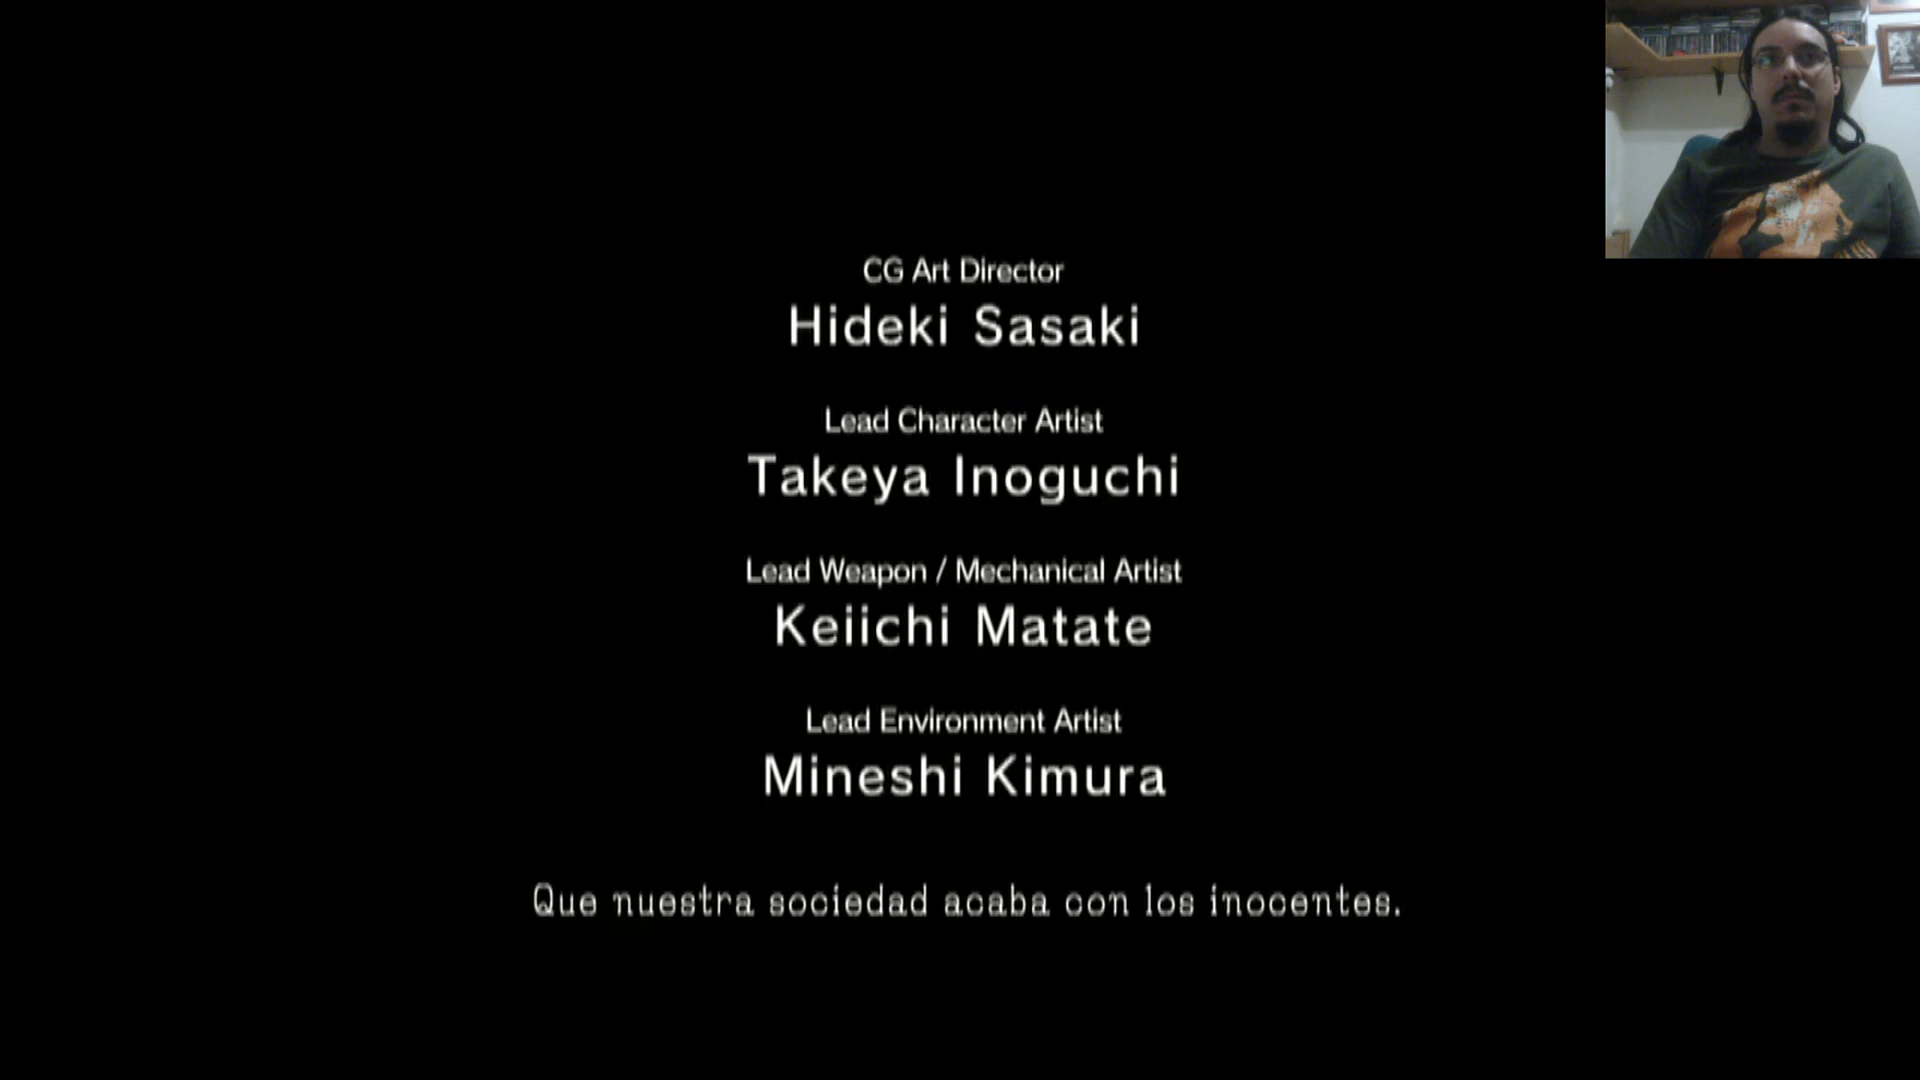 CG Art Director
Hideki Sasaki
Lead Character Artist
Takeya Inoguchi
Lead Weapon / Mechanical Artist
Keiichi Matate
Lead Environment Artist
Mineshi Kimura
Que nuestra sociedad acaba con los inocentes.